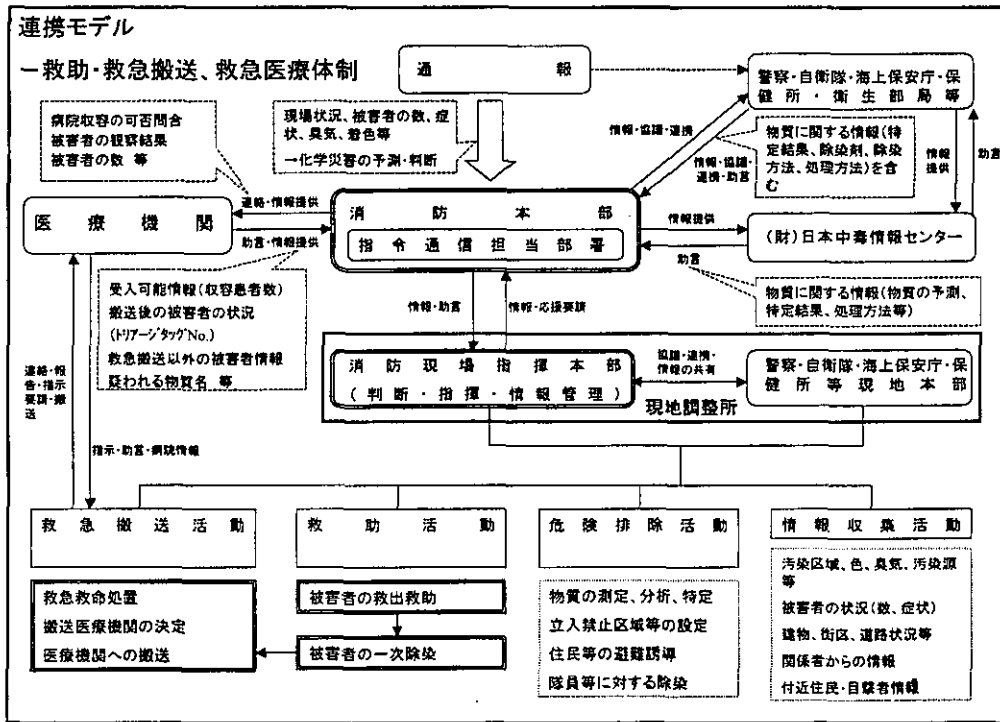 連携モデル
－救助・救急搬送、救急医療体制
通報
警察・自衛隊・海上保安庁・保
健所・衛生部局等
病院収容の可否問合
被害者の観察結果
被害者の数 等
現場状況、被害者の数、症
状、臭気、着色等
→化学災害の予測・判断
情報・協議・連携
情報・協議・
連携・助言
物質に関する情報（特
定結果、除染剤、除染
方法、処理方法）を含
む
情報
提供
助言
医療機関
連絡・情報提供
助言・情報提供
消防本部
指令通信担当部署
情報提供
助言
（財）日本中毒情報センター
受入可能情報（収容患者数）
搬送後の被害者の状況
（トリアージタッグNo.）
救急搬送以外の被害者情報
疑われる物質名 等
情報・助言
情報・応援要請
物質に関する情報（物質の予測、
特定結果、処理方法等）
消防現場指揮本部
（判断・指揮・情報管理）
協議・連携・
情報の共有
警察・自衛隊・海上保安庁・保
健所等現地本部
現地調整所
連絡・報
告・指示
要請・搬
送
指示・助言・病院情報
救急搬送活動
救助活動
危険排除活動
情報収集活動
救急救命処置
搬送医療機関の決定
医療機関への搬送
被害者の救出救助
被害者の一次除染
物質の測定、分析、特定
立入禁止区域等の設定
住民等の避難誘導
隊員等に対する除染
汚染区域、色、臭気、汚染源
等
被害者の状況（数、症状）
建物、街区、道路状況等
関係者からの情報
付近住民・目撃者情報